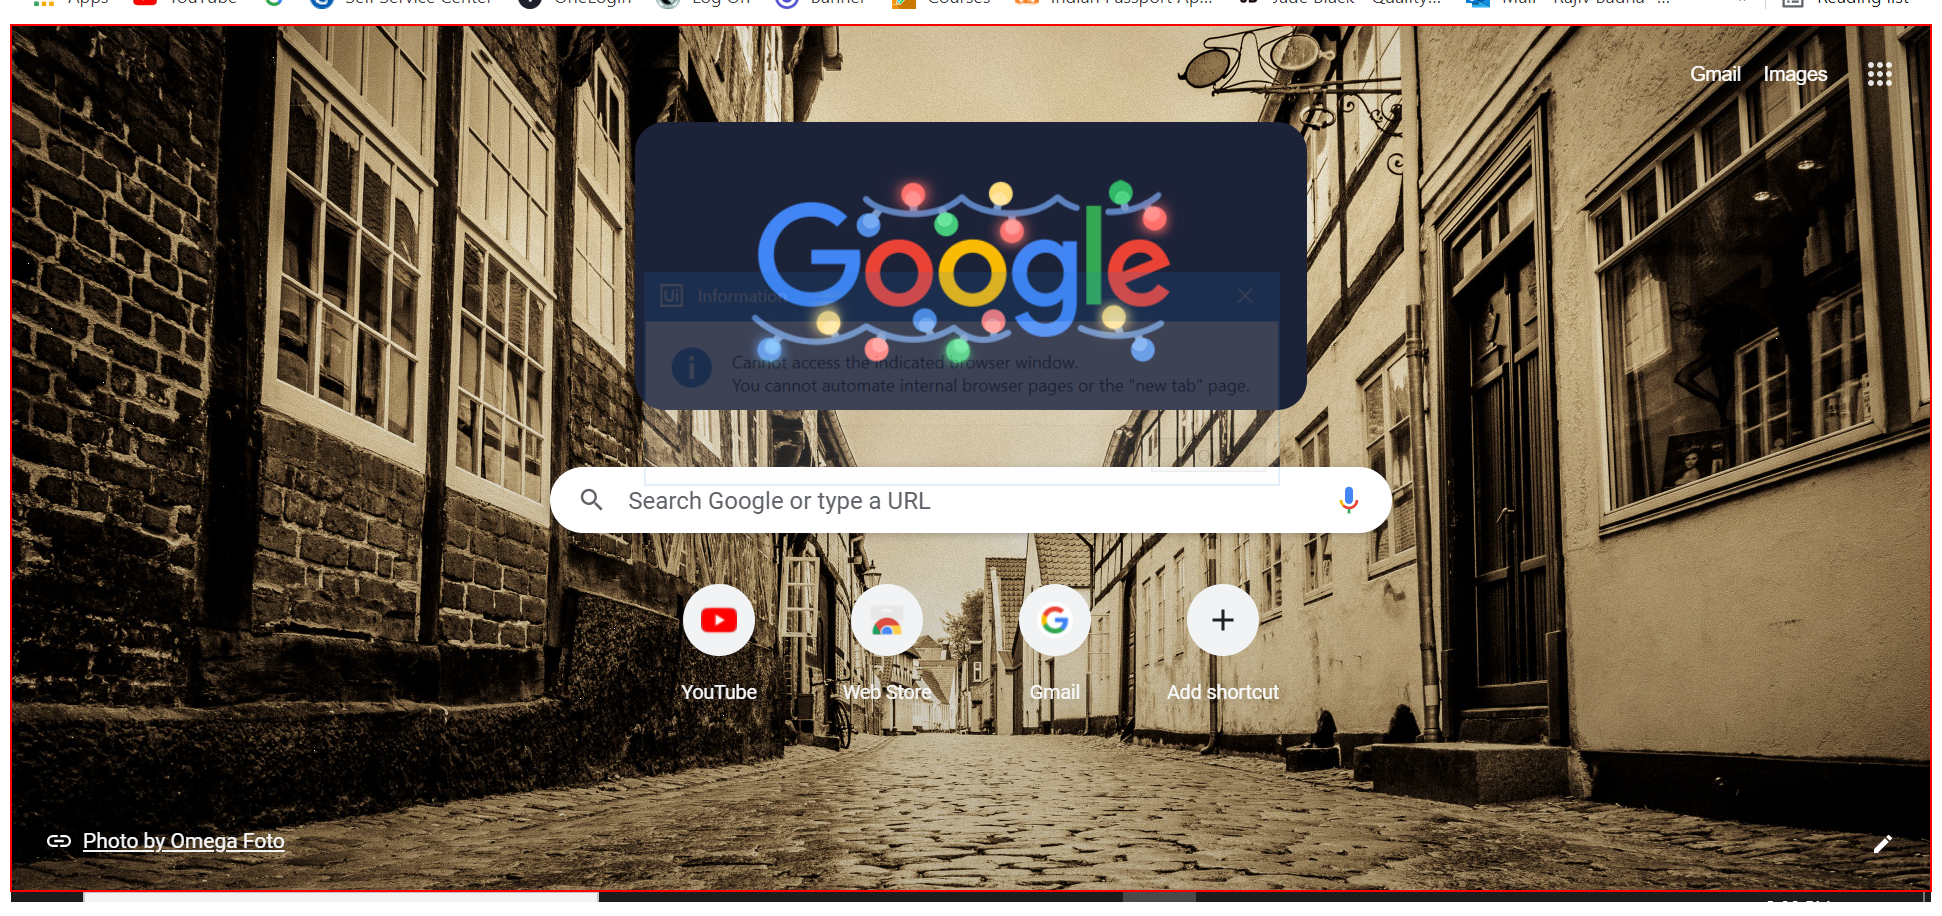 Apps YouTube Self Service Center OneLogin Log On Banner Courses Indian Passport Ap... Jade Black - Quality... Mail - Rajiv Badha - ... » Reading list
Gmail Images
Google
Ui Information
Cannot access the indicated browser window.
You cannot automate internal browser pages or the "new tab" page.
Search Google or type a URL
YouTube Web Store Gmail Add shortcut
Photo by Omega Foto